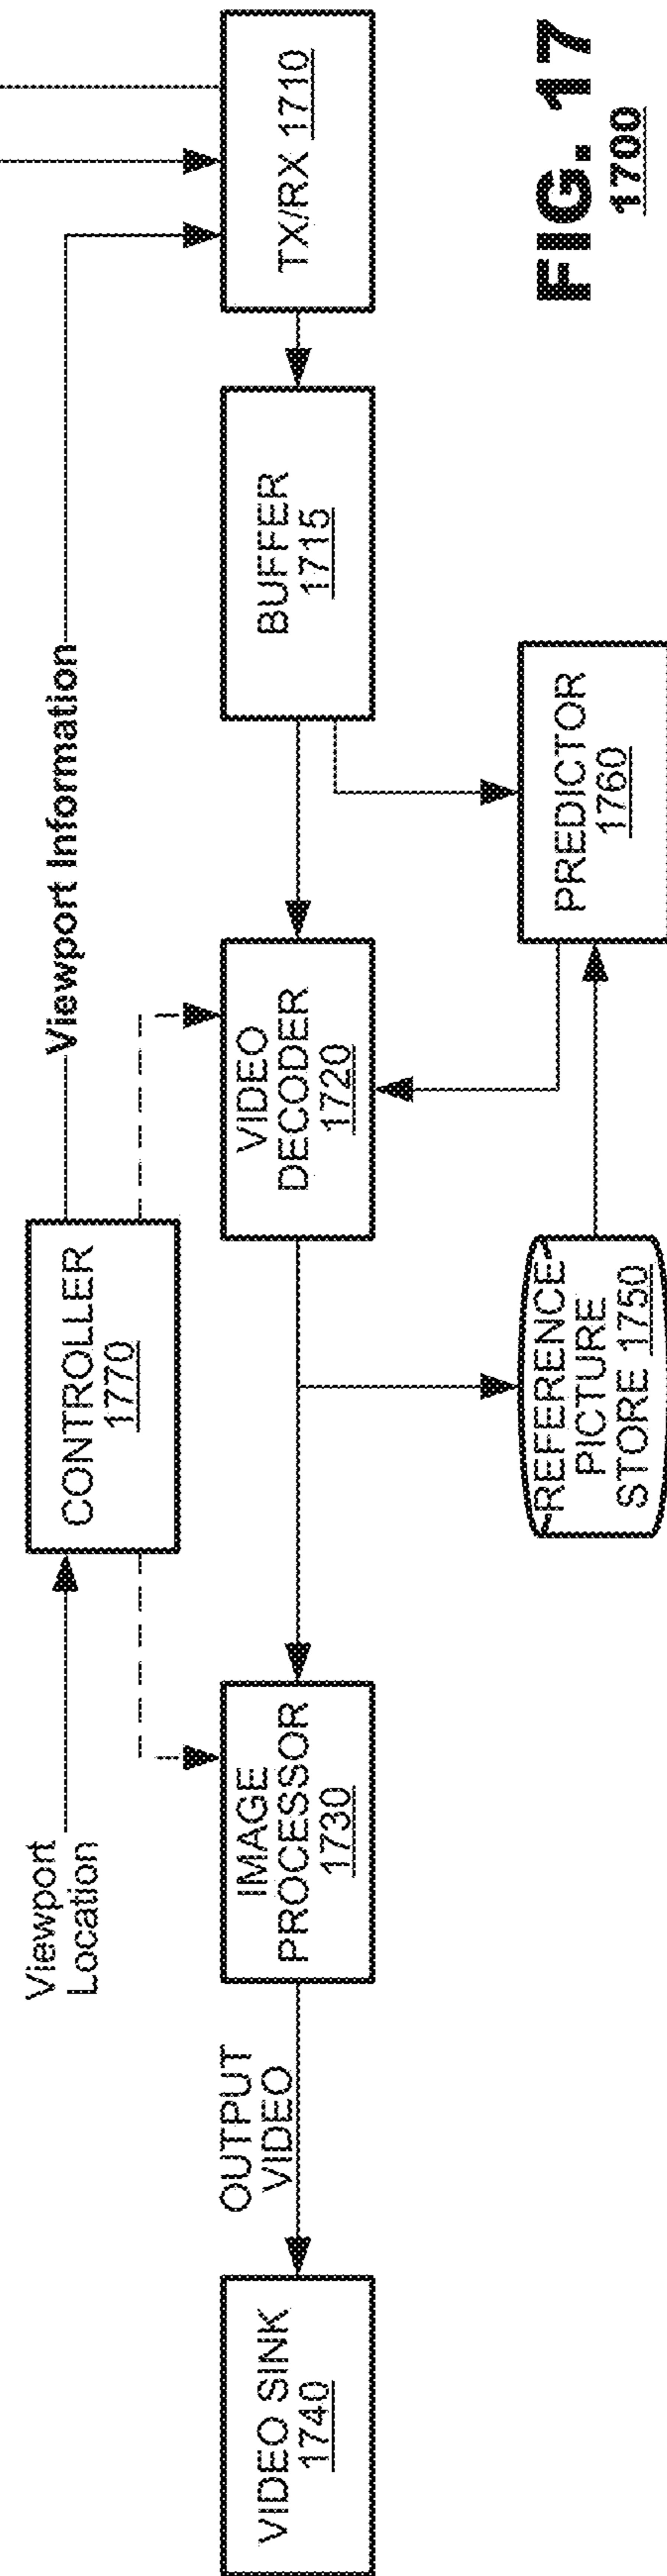 Viewport
Location
CONTROLLER
1770
Viewport Information
VIDEO SINK
1740
OUTPUT
VIDEO
IMAGE
PROCESSOR
1730
VIDEO
DECODER
1720
BUFFER
1715
TX/RX 1710
REFERENCE
PICTURE
STORE 1750
PREDICTOR
1760
FIG. 17
1700